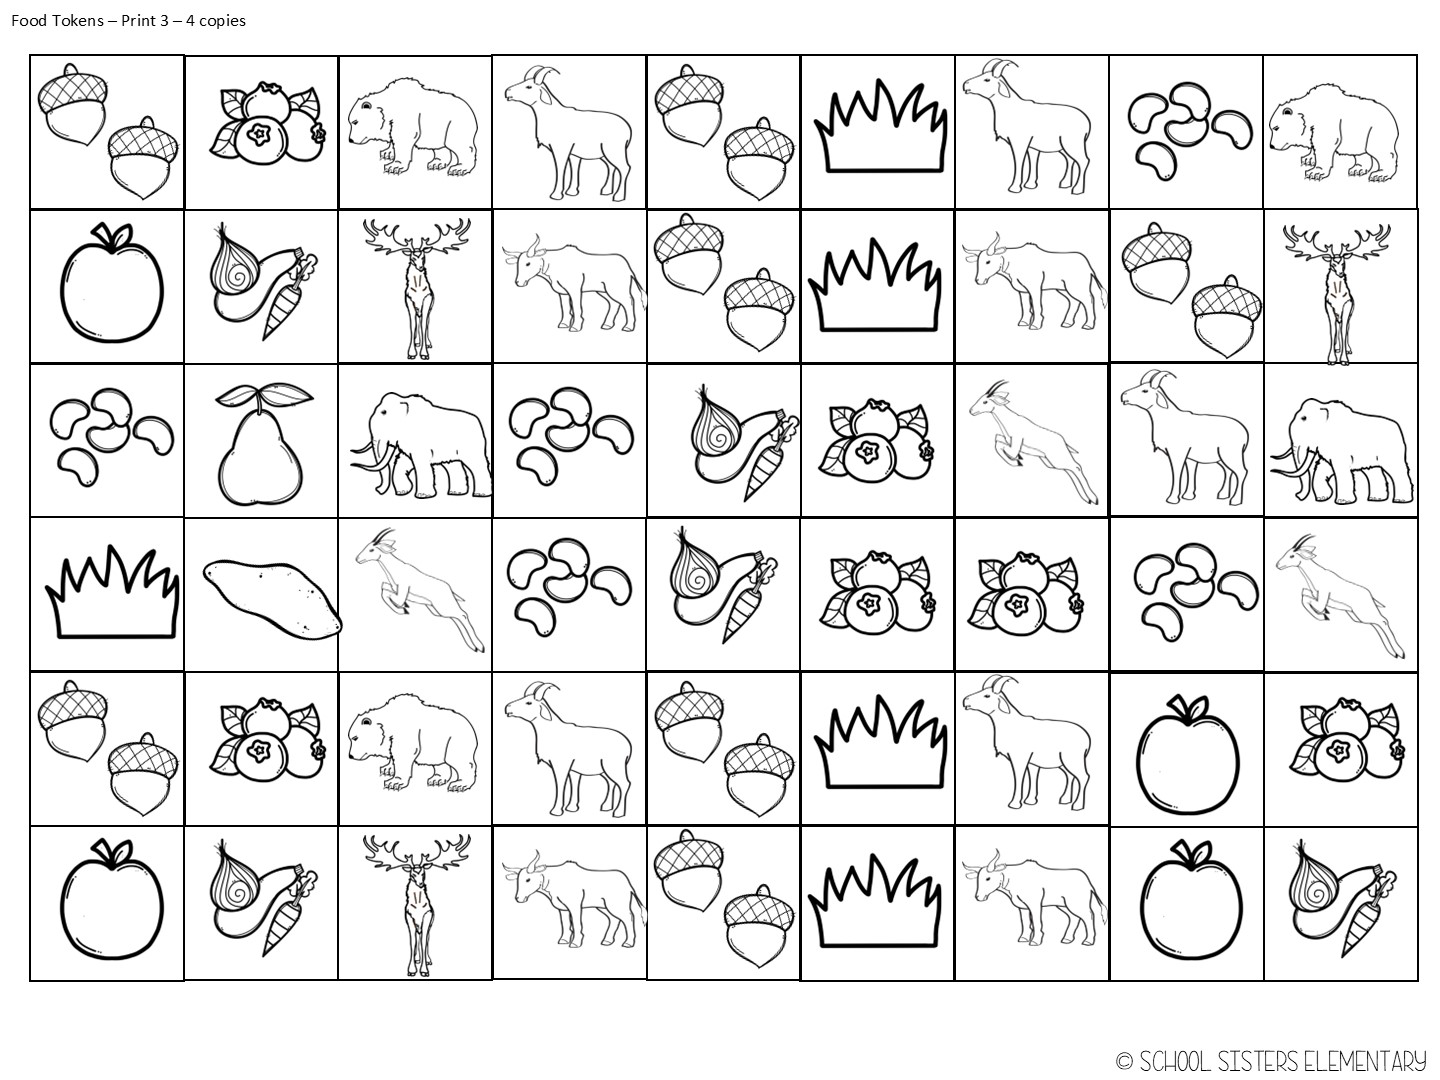 Food Tokens – Print 3 – 4 copies
© SCHOOL SISTERS ELEMENTARY